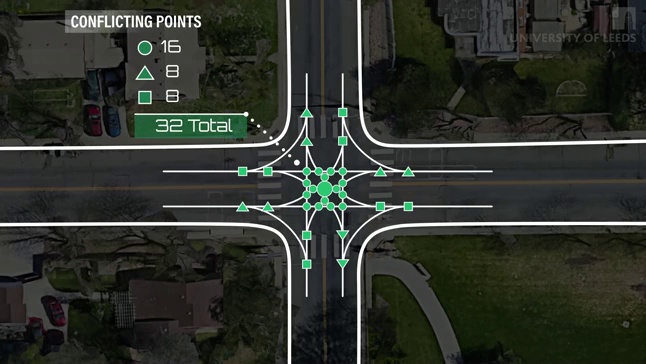 CONFLICTING POINTS
UNIVERSITY OF LEEDS
16
8
8
32 Total